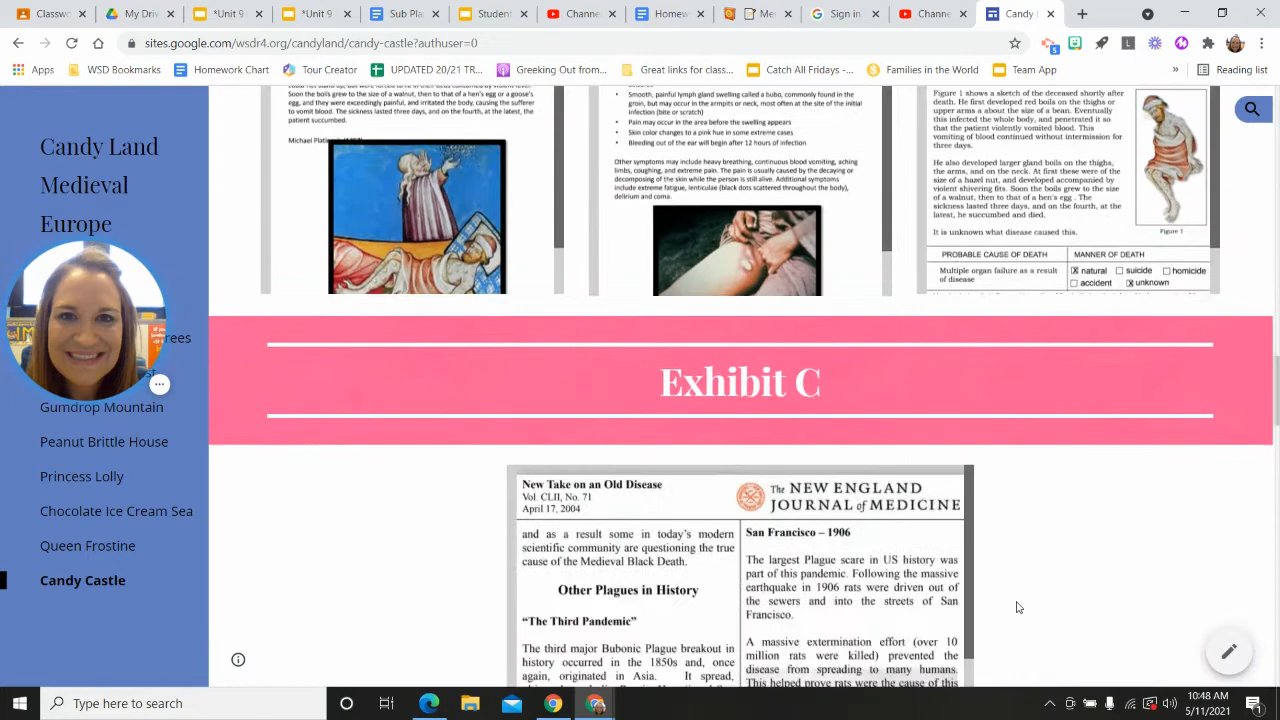 Student 9
Yout
Start
Chann
Docum
Slides
Me! -
Sign in
Meet
Candy
sites.google.com/wsdr4.org/candyland/candy-castle?authuser=0
Apps
WSD Bookmarks
Homework Chart
Tour Creator
UPDATED 20/21 TR...
Greeking Out from...
Great links for class...
Catch All Fridays -...
Families in the World
Team App
»
Reading list
Candy Land
Medieval
Europe
rees
Gumdrop Mountain
Peanut Brittle House
Princess Lolly
Chocolate Ice Cream Sea
Queen Frostine
Candy Castle
Soon the boils grew to the size of a walnut, then to that of a hen's egg or a goose's
egg, and they were exceedingly painful, and irritated the body, causing the sufferer
to vomit blood. The sickness lasted three days, and on the fourth, at the latest, the
patient succumbed.
Michael
• Smooth, painful lymph gland swelling called a bubo, commonly found in the
groin, but may occur in the armpits or neck, most often at the site of the initial
infection (bite or scratch)
• Pain may occur in the area before the swelling appears
• Skin color changes to a pink hue in some extreme cases
• Bleeding out of the ear will begin after 12 hours of infection
Other symptoms may include heavy breathing, continuous blood vomiting, aching
limbs, coughing, and extreme pain. The pain is usually caused by the decaying or
decomposing of the skin while the person is still alive. Additional symptoms
include extreme fatigue, lenticulae (black dots scattered throughout the body),
delirium and coma.
Figure 1 shows a sketch of the deceased shortly after
death. He first developed red boils on the thighs or
upper arms a about the size of a bean. Eventually
this infected the whole body, and penetrated it so
that the patient violently vomited blood. This
vomiting of blood continued without intermission for
three days.
He also developed larger gland boils on the thighs,
the arms, and on the neck. At first these were of the
size of a hazel nut, and developed accompanied by
violent shivering fits. Soon the boils grew to the size
of a walnut, then to that of a hen's egg . The
sickness lasted three days, and on the fourth, at the
latest, he succumbed and died.
It is unknown what disease caused this.
Figure 1
PROBABLE CAUSE OF DEATH
Multiple organ failure as a result
of disease
MANNER OF DEATH
X natural suicide homicide
accident X unknown
Exhibit C
New Take on an Old Disease
Vol. CLII, No. 71
April 17, 2004
The NEW ENGLAND
JOURNAL of MEDICINE
and as a result some in today's modern
scientific community are questioning the true
cause of the Medieval Black Death.
Other Plagues in History
"The Third Pandemic"
The third major Bubonic Plague breakout in
history occurred in the 1850s and, once
again, originated in Asia. It spread,
San Francisco – 1906
The largest Plague scare in US history was
part of this pandemic. Following the massive
earthquake in 1906 rats were driven out of
the sewers and into the streets of San
Francisco.
A massive extermination effort (over 10
million rats were killed) prevented the
disease from spreading to many humans.
This helped prove rats were the cause of this
Type here to search
10:48 AM
5/11/2021